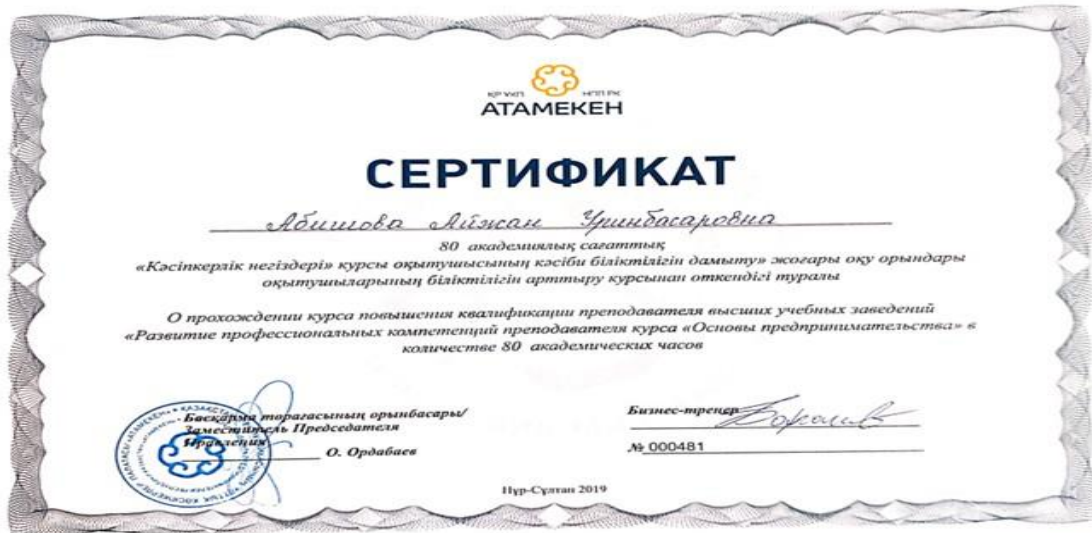 ҚР ҰКП НПП РК
АТАМЕКЕН
СЕРТИФИКАТ
Абишова Айжан Уринбасаровна
80 академиялық сағаттық
«Кәсіпкерлік негіздері» курсы оқытушысының кәсіби біліктілігін дамыту» жоғары оқу орындары
оқытушыларының біліктілігін арттыру курсынан өткендігі туралы
О прохождении курса повышения квалификации преподавателя высших учебных заведений
«Развитие профессиональных компетенций преподавателя курса «Основы предпринимательства» в
количестве 80 академических часов
Басқарма төрағасының орынбасары/
Заместитель Председателя
Правления
О. Ордабаев
Бизнес-тренер
№ 000481
Нұр-Сұлтан 2019